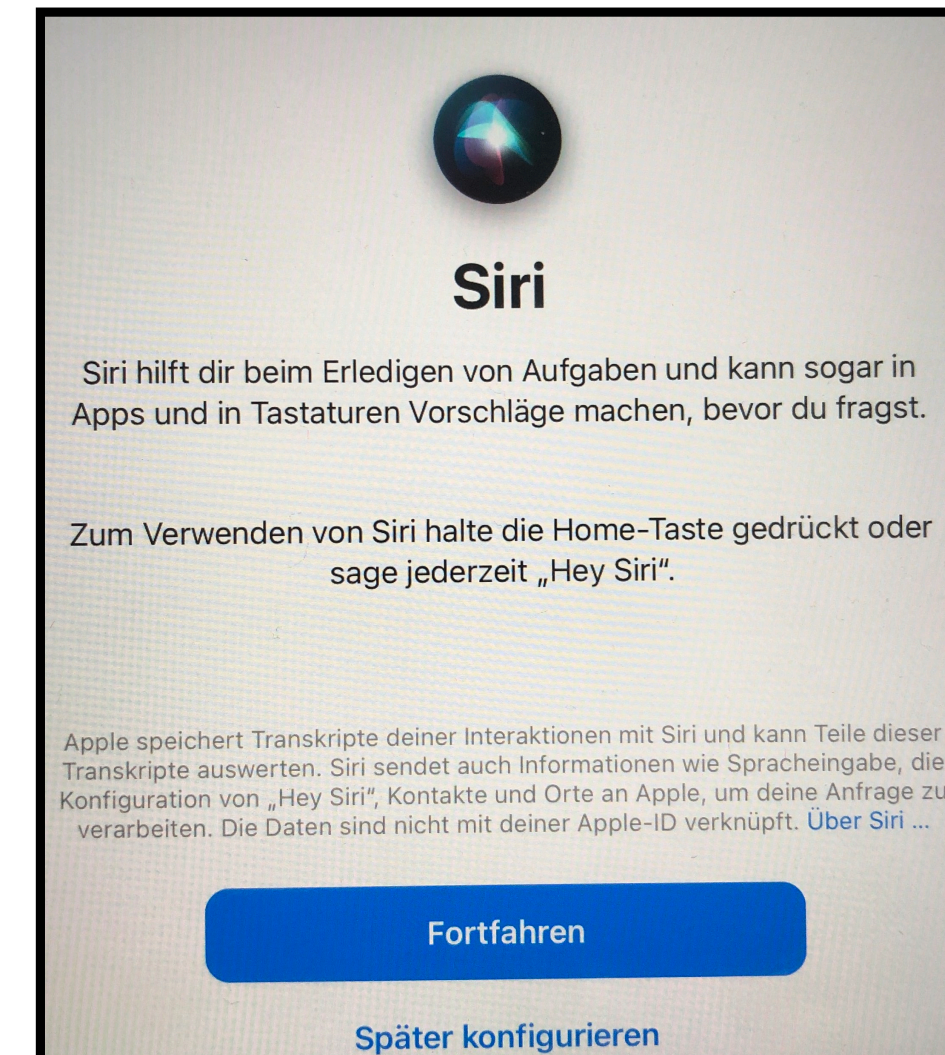 Siri
Siri hilft dir beim Erledigen von Aufgaben und kann sogar in
Apps und in Tastaturen Vorschläge machen, bevor du fragst.
Zum Verwenden von Siri halte die Home-Taste gedrückt oder
sage jederzeit „Hey Siri“.
Apple speichert Transkripte deiner Interaktionen mit Siri und kann Teile dieser
Transkripte auswerten. Siri sendet auch Informationen wie Spracheingabe, die
Konfiguration von „Hey Siri“, Kontakte und Orte an Apple, um deine Anfrage zu
verarbeiten. Die Daten sind nicht mit deiner Apple-ID verknüpft. Über Siri ...
Fortfahren
Später konfigurieren